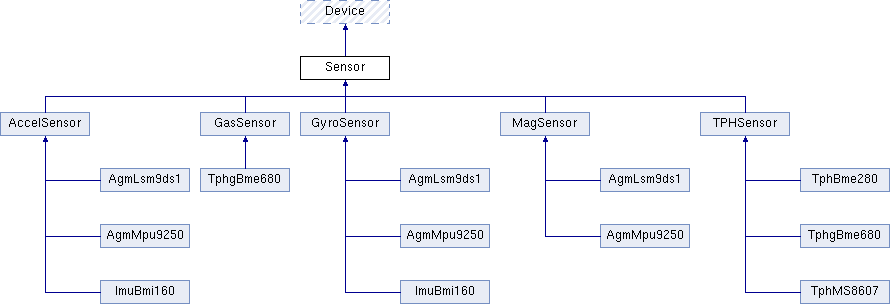 Device
Sensor
AccelSensor
GasSensor
GyroSensor
MagSensor
TPHSensor
AgmLsm9ds1
TphgBme680
AgmLsm9ds1
AgmLsm9ds1
TphBme280
AgmMpu9250
AgmMpu9250
AgmMpu9250
TphgBme680
ImuBmi160
ImuBmi160
TphMS8607